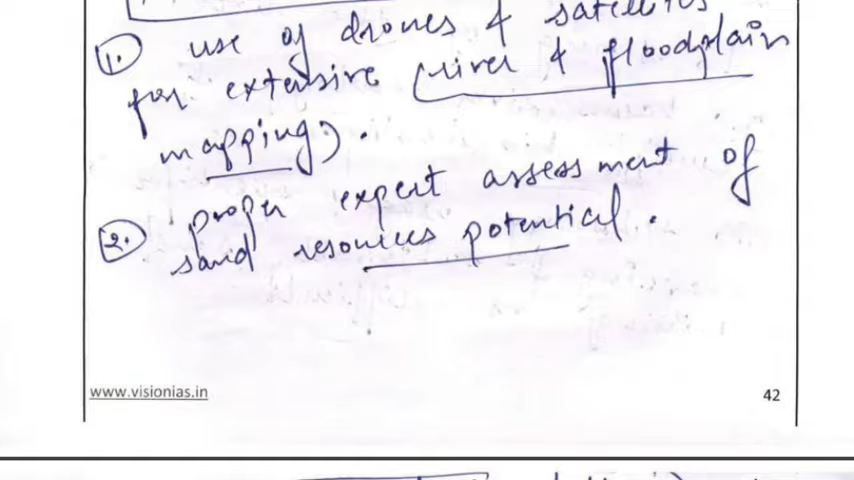 1. use of drones & satellites
for extensive (river & floodplain
mapping).
2. proper expert assessment of
sand resources potential.
www.visionias.in
42